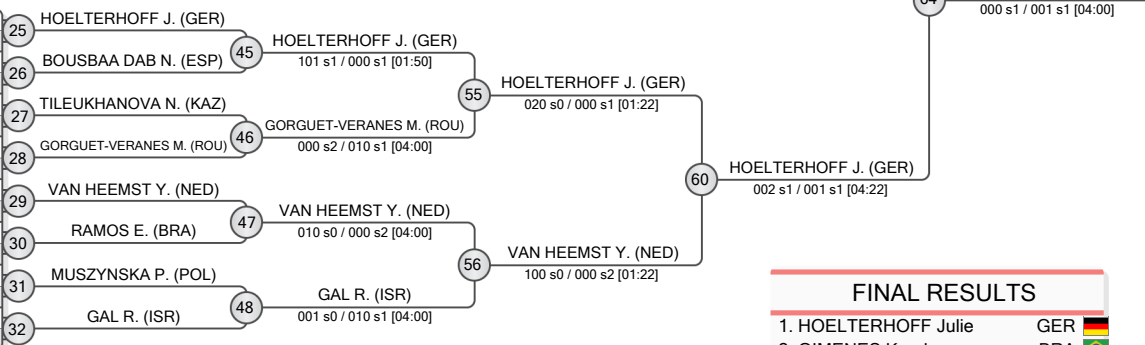 25
HOELTERHOFF J. (GER)
26
BOUSBAA DAB N. (ESP)
27
TILEUKHANOVA N. (KAZ)
28
GORGUET-VERANES M. (ROU)
29
VAN HEEMST Y. (NED)
30
RAMOS E. (BRA)
31
MUSZYNSKA P. (POL)
32
GAL R. (ISR)
45
HOELTERHOFF J. (GER)
101 s1 / 000 s1 [01:50]
46
GORGUET-VERANES M. (ROU)
000 s2 / 010 s1 [04:00]
47
VAN HEEMST Y. (NED)
010 s0 / 000 s2 [04:00]
48
GAL R. (ISR)
001 s0 / 010 s1 [04:00]
55
HOELTERHOFF J. (GER)
020 s0 / 000 s1 [01:22]
56
VAN HEEMST Y. (NED)
100 s0 / 000 s2 [01:22]
60
HOELTERHOFF J. (GER)
002 s1 / 001 s1 [04:22]
000 s1 / 001 s1 [04:00]
FINAL RESULTS
1. HOELTERHOFF Julie GER